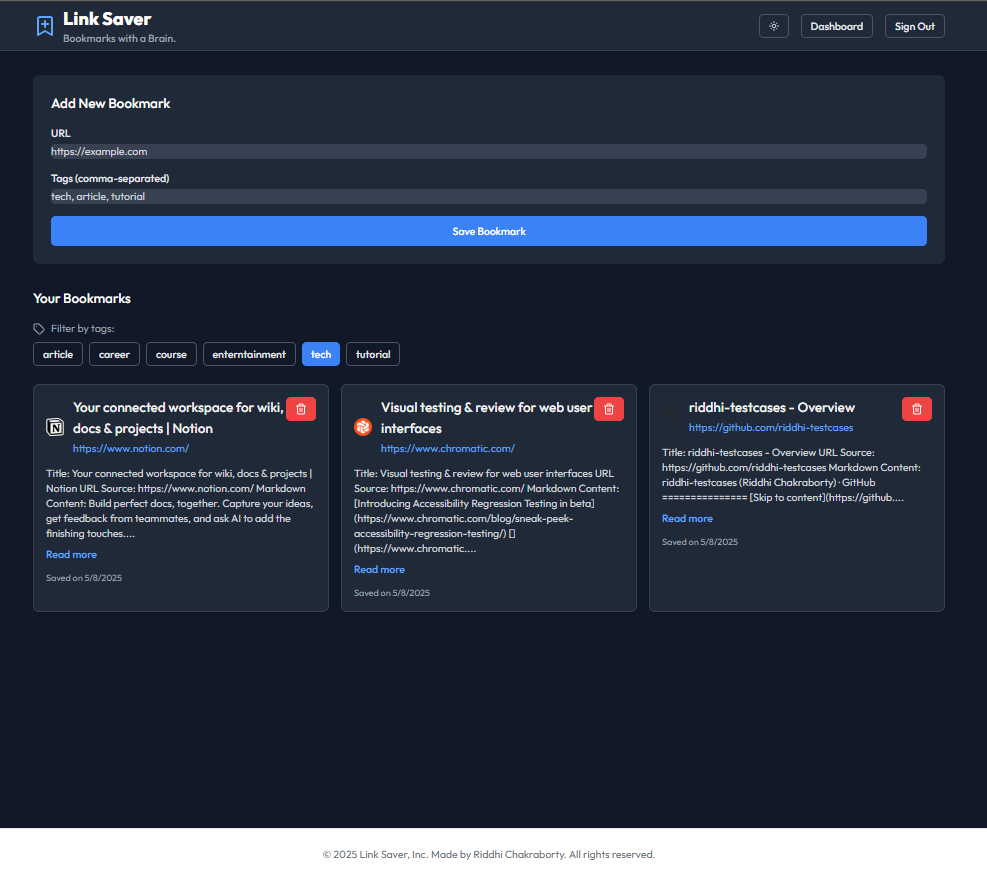 Link Saver
Bookmarks with a Brain.
Dashboard
Sign Out
Add New Bookmark
URL
https://example.com
Tags (comma-separated)
tech, article, tutorial
Save Bookmark
Your Bookmarks
Filter by tags:
article
career
course
enterntainment
tech
tutorial
Your connected workspace for wiki,
docs & projects | Notion
https://www.notion.com/
Title: Your connected workspace for wiki, docs & projects |
Notion URL Source: https://www.notion.com/ Markdown
Content: Build perfect docs, together. Capture your ideas,
get feedback from teammates, and ask AI to add the
finishing touches....
Read more
Saved on 5/8/2025
Visual testing & review for web user
interfaces
https://www.chromatic.com/
Title: Visual testing & review for web user interfaces URL
Source: https://www.chromatic.com/ Markdown Content:
[Introducing Accessibility Regression Testing in beta]
(https://www.chromatic.com/blog/sneak-peek-
accessibility-regression-testing/) []
(https://www.chromatic....
Read more
Saved on 5/8/2025
riddhi-testcases - Overview
https://github.com/riddhi-testcases
Title: riddhi-testcases - Overview URL Source:
https://github.com/riddhi-testcases Markdown Content:
riddhi-testcases (Riddhi Chakraborty) · GitHub
=============== [Skip to content](https://github....
Read more
Saved on 5/8/2025
© 2025 Link Saver, Inc. Made by Riddhi Chakraborty. All rights reserved.